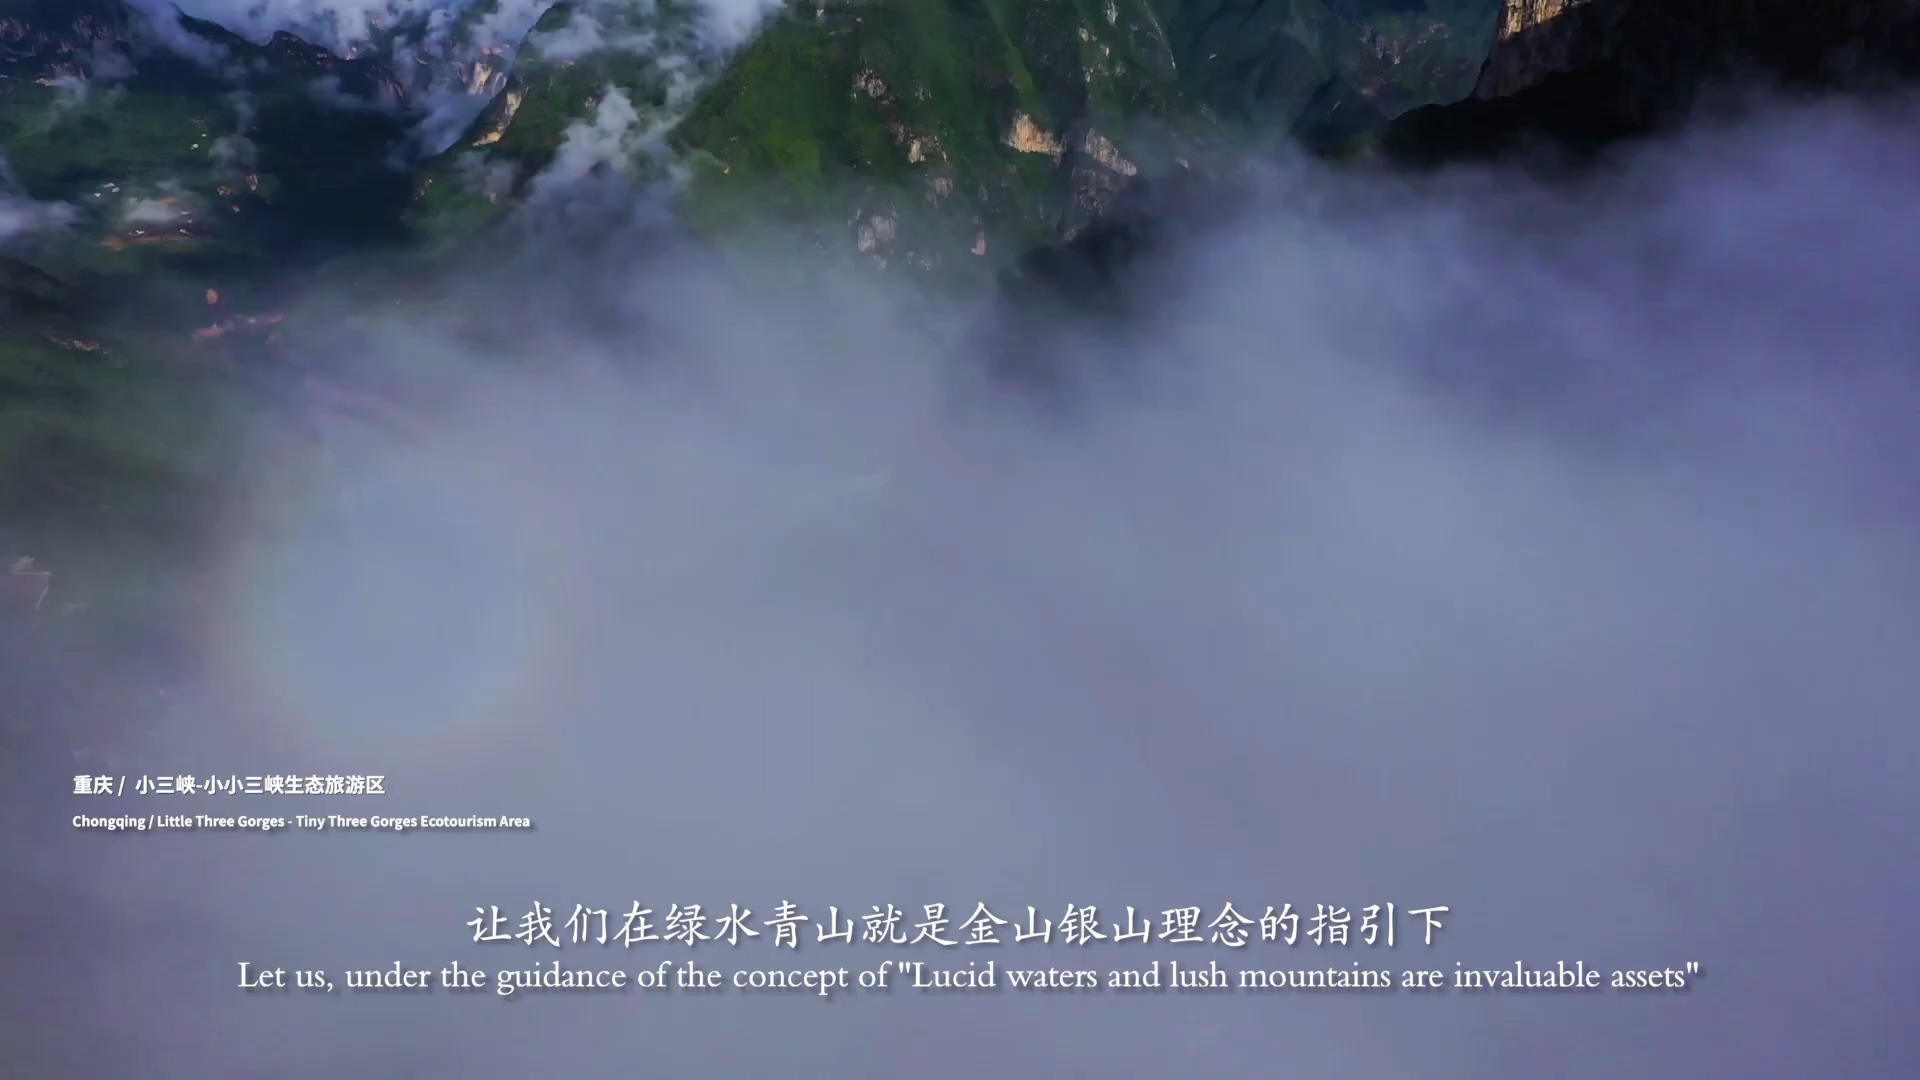 重庆 / 小三峡-小小三峡生态旅游区
Chongqing / Little Three Gorges - Tiny Three Gorges Ecotourism Area
让我们在绿水青山就是金山银山理念的指引下
Let us, under the guidance of the concept of "Lucid waters and lush mountains are invaluable assets"